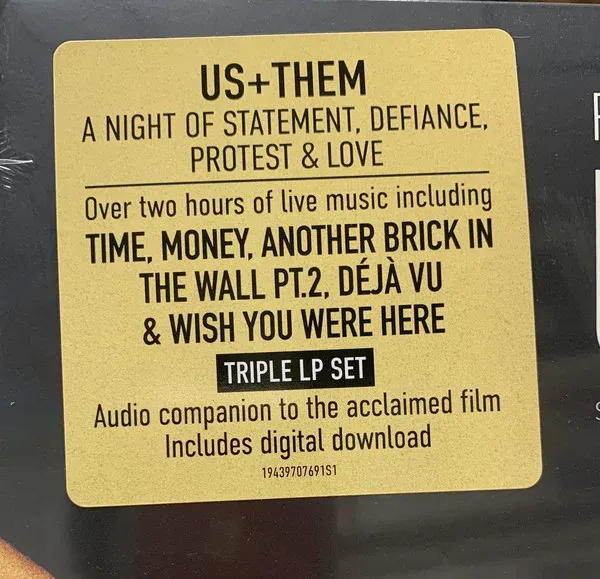 US+THEM
A NIGHT OF STATEMENT, DEFIANCE,
PROTEST & LOVE
Over two hours of live music including
TIME, MONEY, ANOTHER BRICK IN
THE WALL PT.2, DÉJÀ VU
& WISH YOU WERE HERE
TRIPLE LP SET
Audio companion to the acclaimed film
Includes digital download
19439707691S1